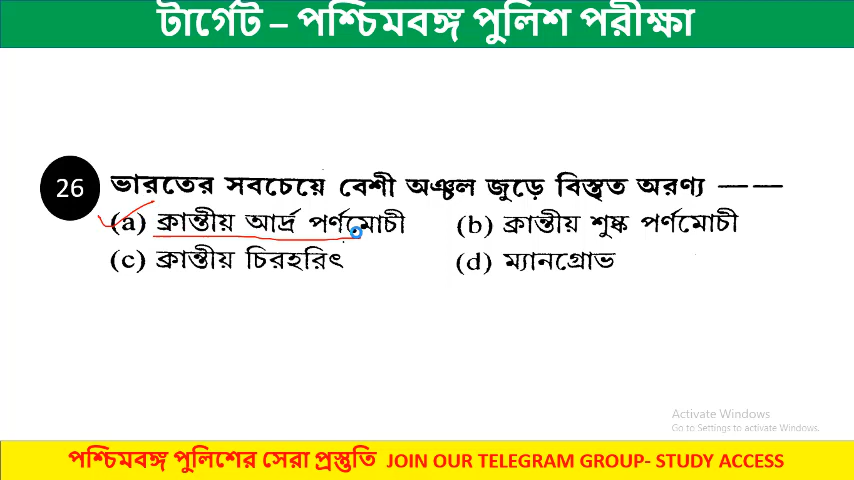 টার্গেট – পশ্চিমবঙ্গ পুলিশ পরীক্ষা
26 ভারতের সবচেয়ে বেশী অঞ্চল জুড়ে বিস্তৃত অরণ্য — —
(a) ক্রান্তীয় আর্দ্র পর্ণমোচী (b) ক্রান্তীয় শুষ্ক পর্ণমোচী
(c) ক্রান্তীয় চিরহরিৎ (d) ম্যানগ্রোভ
Activate Windows
Go to Settings to activate Windows.
পশ্চিমবঙ্গ পুলিশের সেরা প্রস্তুতি JOIN OUR TELEGRAM GROUP- STUDY ACCESS